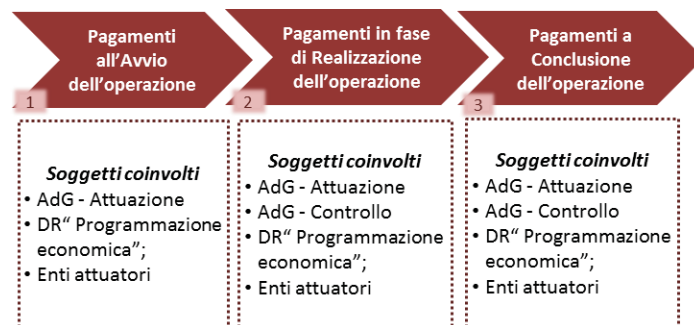 Pagamenti
all'Avvio
dell'operazione
1
Pagamenti in fase
di Realizzazione
dell'operazione
2
Pagamenti a
Conclusione
dell'operazione
3
Soggetti coinvolti
• AdG - Attuazione
• DR“ Programmazione
economica”;
• Enti attuatori
Soggetti coinvolti
• AdG - Attuazione
• AdG - Controllo
• DR“ Programmazione
economica”;
• Enti attuatori
Soggetti coinvolti
• AdG - Attuazione
• AdG - Controllo
• DR“ Programmazione
economica”;
• Enti attuatori